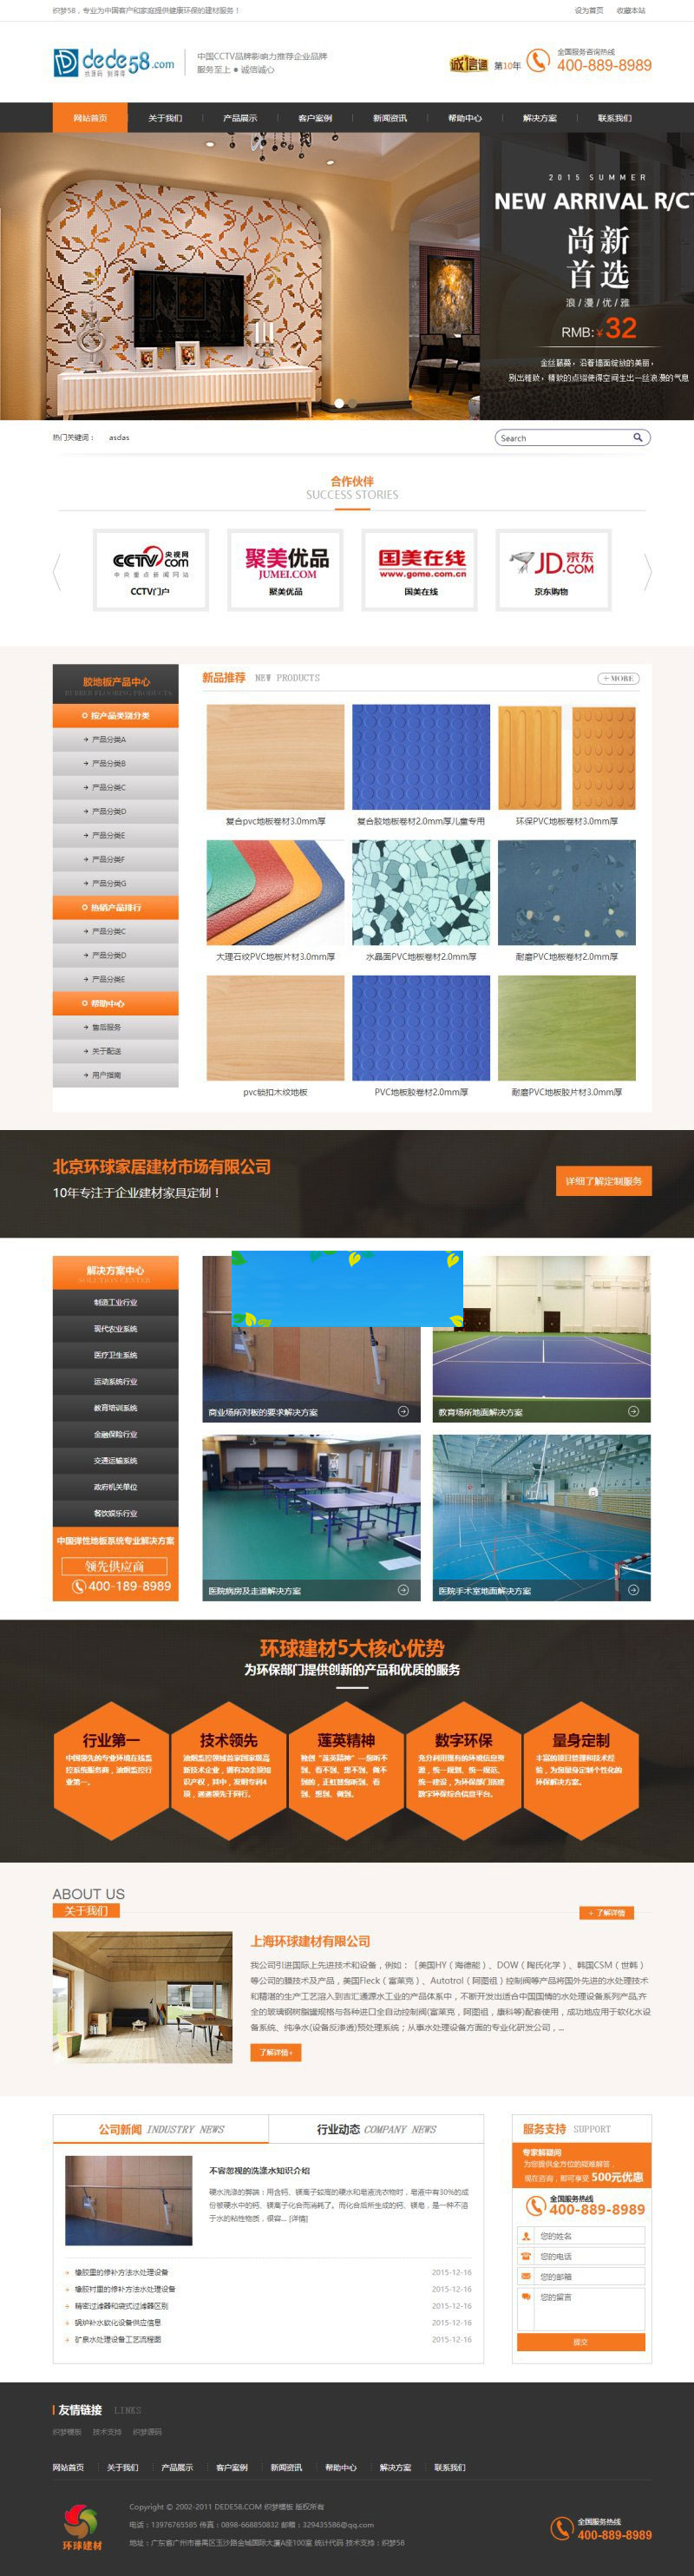 织梦58，专业为中国客户和家庭提供健康环保的建材服务！
设为首页 收藏本站
dede58.com
找源码 到得得
中国CCTV品牌影响力推荐企业品牌
服务至上 ● 诚信诚心
诚信通 第10年
全国服务咨询热线
400-889-8989
网站首页 关于我们 产品展示 客户案例 新闻资讯 帮助中心 解决方案 联系我们
2015 SUMMER
NEW ARRIVAL R/CT
尚新
首选
浪/漫/优/雅
RMB:¥32
金丝藤蔓，沿着墙面绽放的美丽，
别出雅致，精致的点缀使得空间生出一丝浪漫的气息
热门关键词： asdas
Search
合作伙伴
SUCCESS STORIES
CCTV.com 央视网
中央重点新闻网站
CCTV门户
聚美优品
JUMEI.COM
聚美优品
国美在线
www.gome.com.cn
国美在线
JD.COM 京东
京东购物
胶地板产品中心
RUBBER FLOORING PRODUCTS
按产品类别分类
产品分类A
产品分类B
产品分类C
产品分类D
产品分类E
产品分类F
产品分类G
热销产品排行
产品分类C
产品分类D
产品分类E
帮助中心
售后服务
关于配送
用户指南
新品推荐 NEW PRODUCTS
+MORE
复合pvc地板卷材3.0mm厚
复合胶地板卷材2.0mm厚儿童专用
环保PVC地板卷材3.0mm厚
大理石纹PVC地板片材3.0mm厚
水晶面PVC地板卷材2.0mm厚
耐磨PVC地板卷材2.0mm厚
pvc锁扣木纹地板
PVC地板胶卷材2.0mm厚
耐磨PVC地板胶片材3.0mm厚
北京环球家居建材市场有限公司
10年专注于企业建材家具定制！
详细了解定制服务
解决方案中心
SOLUTION CENTER
制造工业行业
现代农业系统
医疗卫生系统
运动系统行业
教育培训系统
金融保险行业
交通运输系统
政府机关单位
餐饮娱乐行业
中国弹性地板系统专业解决方案
领先供应商
400-189-8989
商业场所对板的要求解决方案
教育场所地面解决方案
医院病房及走道解决方案
医院手术室地面解决方案
环球建材5大核心优势
为环保部门提供创新的产品和优质的服务
行业第一
中国领先的专业环境在线监
控系统服务商，油烟监控行
业第一。
技术领先
油烟监控领域首家国家级高
新技术企业，拥有20余项知
识产权，其中，发明专利4
项，遥遥领先于同行。
莲英精神
独创“莲英精神”—您听不
到、看不到、想不到、做不
到的，正虹替您听到、看
到、想到、做到。
数字环保
充分利用现有的环境信息资
源，统一规划、统一规范、
统一建设，为环保部门搭建
数字环保综合信息平台。
量身定制
丰富的项目管理和技术经
验，为您量身定制个性化的
环保解决方案。
ABOUT US
关于我们
+ 了解详情
上海环球建材有限公司
我公司引进国际上先进技术和设备，例如：［美国HY（海德能）、DOW（陶氏化学）、韩国CSM（世韩）
等公司的膜技术及产品，美国Fleck（富莱克）、Autotrol（阿图祖）控制阀等产品将国外先进的水处理技术
和精湛的生产工艺溶入到吉汇通源水工业的产品体系中，不断开发出适合中国国情的水处理设备系列产品,齐
全的玻璃钢树脂罐规格与各种进口全自动控制阀(富莱克，阿图祖，康科等)配套使用，成功地应用于软化水设
备系统、纯净水(设备反渗透)预处理系统；从事水处理设备方面的专业化研发公司，...
了解详情+
公司新闻 INDUSTRY NEWS
行业动态 COMPANY NEWS
不容忽视的洗涤水知识介绍
硬水洗涤的弊端：用含钙、镁离子较高的硬水和皂液洗衣物时，皂液中有30%的成
份被硬水中的钙、镁离子化合而消耗了。而化合后所生成的钙、镁皂，是一种不溶
于水的粘性物质，很容... [详情]
橡胶里的修补方法水处理设备 2015-12-16
橡胶衬里的修补方法水处理设备 2015-12-16
精密过滤器和袋式过滤器区别 2015-12-16
锅炉补水软化设备供应信息 2015-12-16
矿泉水处理设备工艺流程图 2015-12-16
服务支持 SUPPORT
专家解疑问
为您提供全方位的疑难解答，
现在咨询，即可享受 500元优惠
全国服务热线
400-889-8989
您的姓名
您的电话
您的邮箱
您的留言
提交
友情链接 LINKS
织梦模板 技术支持 织梦源码
网站首页 关于我们 产品展示 客户案例 新闻资讯 帮助中心 解决方案 联系我们
环球建材
Copyright © 2002-2011 DEDE58.COM 织梦模板 版权所有
电话：13976765585 传真：0898-668850832 邮箱：329435586@qq.com
地址：广东省广州市番禺区玉沙路金城国际大厦A座100室 统计代码 技术支持：织梦58
全国服务热线
400-889-8989